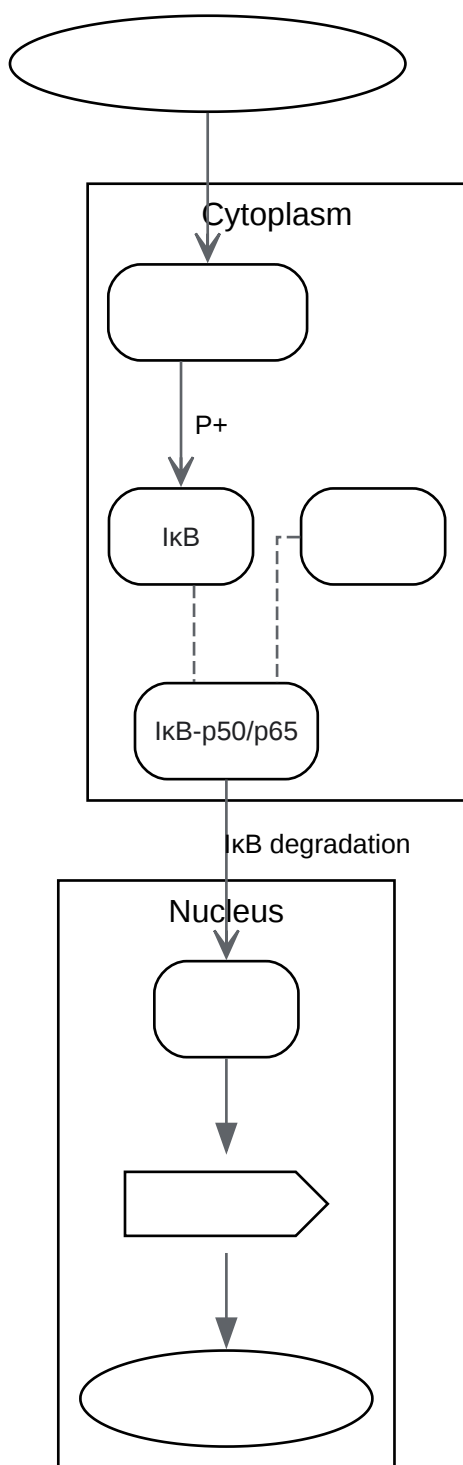 Cytoplasm
P+
IκB
IκB-p50/p65
IκB degradation
Nucleus